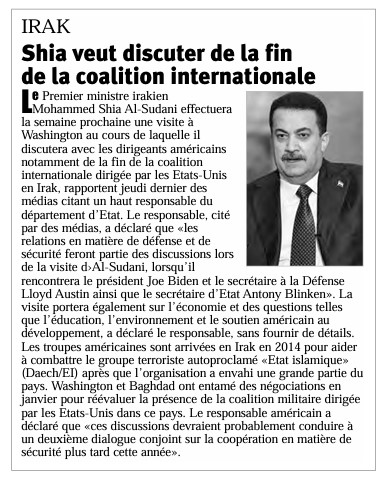 IRAK
Shia veut discuter de la fin
de la coalition internationale
Le Premier ministre irakien
Mohammed Shia Al-Sudani effectuera
la semaine prochaine une visite à
Washington au cours de laquelle il
discutera avec les dirigeants américains
notamment de la fin de la coalition
internationale dirigée par les Etats-Unis
en Irak, rapportent jeudi dernier des
médias citant un haut responsable du
département d'Etat. Le responsable, cité
par des médias, a déclaré que «les
relations en matière de défense et de
sécurité feront partie des discussions lors
de la visite d›Al-Sudani, lorsqu'il
rencontrera le président Joe Biden et le secrétaire à la Défense
Lloyd Austin ainsi que le secrétaire d'Etat Antony Blinken». La
visite portera également sur l'économie et des questions telles
que l'éducation, l'environnement et le soutien américain au
développement, a déclaré le responsable, sans fournir de détails.
Les troupes américaines sont arrivées en Irak en 2014 pour aider
à combattre le groupe terroriste autoproclamé «Etat islamique»
(Daech/EI) après que l'organisation a envahi une grande partie du
pays. Washington et Baghdad ont entamé des négociations en
janvier pour réévaluer la présence de la coalition militaire dirigée
par les Etats-Unis dans ce pays. Le responsable américain a
déclaré que «ces discussions devraient probablement conduire à
un deuxième dialogue conjoint sur la coopération en matière de
sécurité plus tard cette année».